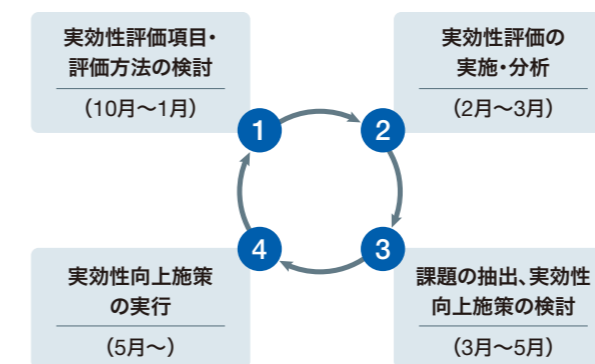 実効性評価項目・
評価方法の検討
（10月～1月）
1
実効性評価の
実施・分析
（2月～3月）
2
3
課題の抽出、実効性
向上施策の検討
（3月～5月）
4
実効性向上施策
の実行
（5月～）